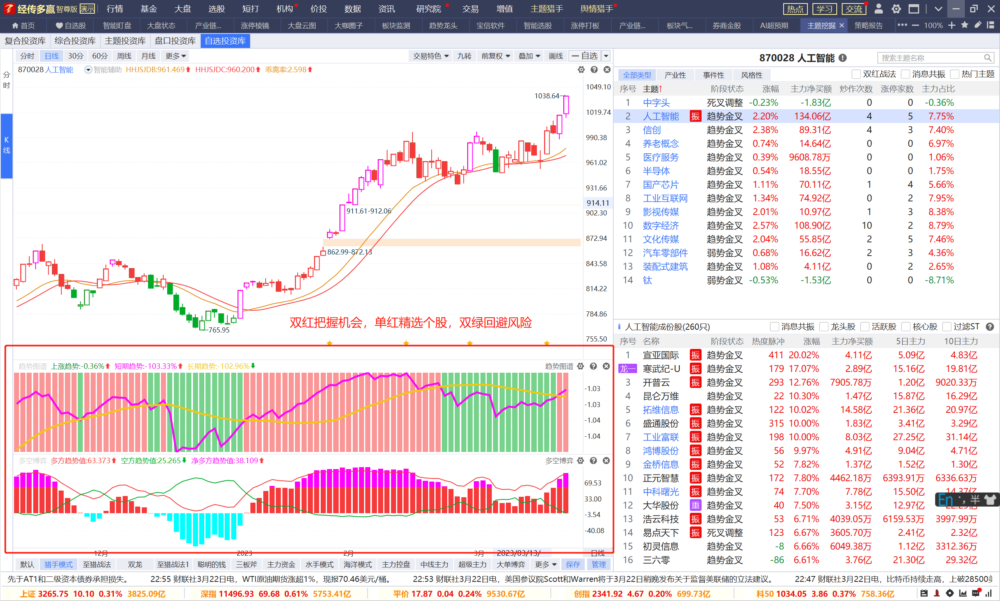 经传多赢 智尊版 演示 行情 基金 大盘 选股 短打 机构 价投 数据 资讯 研究院 交易 增值 主题猎手 舆情猎手 热点 学习 交流
首页 自选股 智能盯盘 大盘状态 产业链... 涨停棱镜 大盘云图 大咖圈子 板块监测 趋势龙头 宝信软件 智能选股 涨停打板 产业链... 板块气... 券商金股 AI超预期 主题挖掘 策略报告 100%
复合投资库 综合投资库 主题投资库 盘口投资库 自选投资库
分时 日线 30分 60分 周线 月线 更多 交易特色 九转 前复权 叠加 画线 自选
分时
K线
870028 人工智能 智能辅助 HHJSJDB:961.469 HHJSJDC:960.200 乖离率:2.598
1049.10
1038.64
1019.74
990.38
961.02
931.66
914.11
911.61-912.06
902.30
872.94
862.99-872.13
843.58
814.22
784.86
双红把握机会，单红精选个股，双绿回避风险
765.95
755.50
趋势图谱 上涨趋势:-0.36% 短期趋势:-103.33% 长期趋势:-102.96% 趋势图谱
-1.03
-1.03
-1.04
-1.04
多空博弈 多方趋势值:63.373 空方趋势值:25.265 净多方趋势值:38.109 多空博弈
69.53
33.00
-3.54
-40.08
12月 2023 2月 3月 2023/03/13/ 日线
默认 猎手模式 至猎战法 双龙 至猎战法1 聪明的钱 三板斧 主力资金 水手模式 海洋模式 主力控盘 中线主力 超级主力 大单博弈 更多 保存 管理
870028 人工智能 搜索主题名称
全部类型 产业性 事件性 风格性 双红战法 消息共振 热门主题
序号 主题↑ 阶段状态 涨幅 主力净买额 炒作次数 涨停家数 主力占比
1 中字头 死叉调整 -0.23% -1.83亿 0 0 -0.36%
2 人工智能 振 趋势金叉 2.20% 134.06亿 4 5 7.75%
3 信创 趋势金叉 2.38% 89.31亿 4 3 7.40%
4 养老概念 趋势金叉 0.74% 14.64亿 0 0 6.97%
5 医疗服务 趋势金叉 0.39% 9608.78万 0 0 1.06%
6 半导体 趋势金叉 0.54% 18.55亿 0 0 1.75%
7 国产芯片 趋势金叉 1.11% 70.11亿 1 4 5.66%
8 工业互联网 趋势金叉 1.34% 74.92亿 0 2 7.95%
9 影视传媒 趋势金叉 2.01% 10.97亿 1 3 8.38%
10 数字经济 趋势金叉 2.57% 108.90亿 10 2 8.79%
11 文化传媒 趋势金叉 2.04% 55.85亿 2 5 7.46%
12 汽车零部件 弱势金叉 0.68% 16.62亿 2 3 4.36%
13 装配式建筑 趋势金叉 1.08% 4.11亿 0 2 2.65%
14 钛 弱势金叉 -0.53% -1.53亿 0 0 -8.71%
人工智能成份股(260只) 消息共振 龙头股 活跃股 核心股 过滤ST
序号 名称 阶段状态 热度脉冲 涨幅 主力净买额 5日主力 10日主力
1 宣亚国际 振 趋势金叉 411 20.02% 4.11亿 5.09亿 4.83亿
龙一 寒武纪-U 振 趋势金叉 179 17.07% 2.89亿 15.16亿 19.81亿
3 开普云 振 趋势金叉 293 12.76% 7905.78万 1.20亿 9020.33万
4 昆仑万维 趋势金叉 22 10.30% 1.47亿 15.87亿 16.29亿
5 拓维信息 振 趋势金叉 122 10.02% 14.58亿 21.36亿 20.97亿
6 盛通股份 振 趋势金叉 315 10.00% 1.83亿 3.41亿 3.29亿
7 工业富联 振 趋势金叉 198 10.00% 8.03亿 27.25亿 31.14亿
8 鸿博股份 振 趋势金叉 56 9.97% 4.91亿 9.04亿 4.71亿
9 金桥信息 振 趋势金叉 52 7.82% 1.37亿 1.52亿 1.30亿
10 正元智慧 振 趋势金叉 172 7.80% 4462.18万 6393.91万 6336.63万
11 中科曙光 振 趋势金叉 74 7.70% 7.78亿 15.50亿
12 大华股份 重 趋势金叉 40 7.50% 3.15亿 12.97亿
En 半
13 浩云科技 振 趋势金叉 53 6.71% 4039.05万 6159.53万 3997.99万
14 易点天下 振 死叉调整 123 6.67% 3605.70万 2.41亿 2.32亿
15 初灵信息 趋势金叉 -8 6.66% 6049.38万 1.12亿 3312.36万
16 三六零 趋势金叉 -86 6.61% 3.76亿 21.30亿 29.32亿
先于AT1和二级资本债券承担损失。 22:55 财联社3月22日电，WTI原油期货涨超1%，现报70.46美元/桶。 22:53 财联社3月22日电，美国参议院Scott和Warren将于3月22日稍晚发布关于监督美联储的立法建议。 22:47 财联社3月22日电，比特币持续走高，上破28500
上证 3265.75 10.10 0.31% 3825.09亿 深指 11496.93 69.68 0.61% 5753.41亿 平价 17.87 0.04 0.24% 9530.67亿 创指 2341.92 4.67 0.20% 699.73亿 科50 1034.05 3.86 0.37% 758.36亿